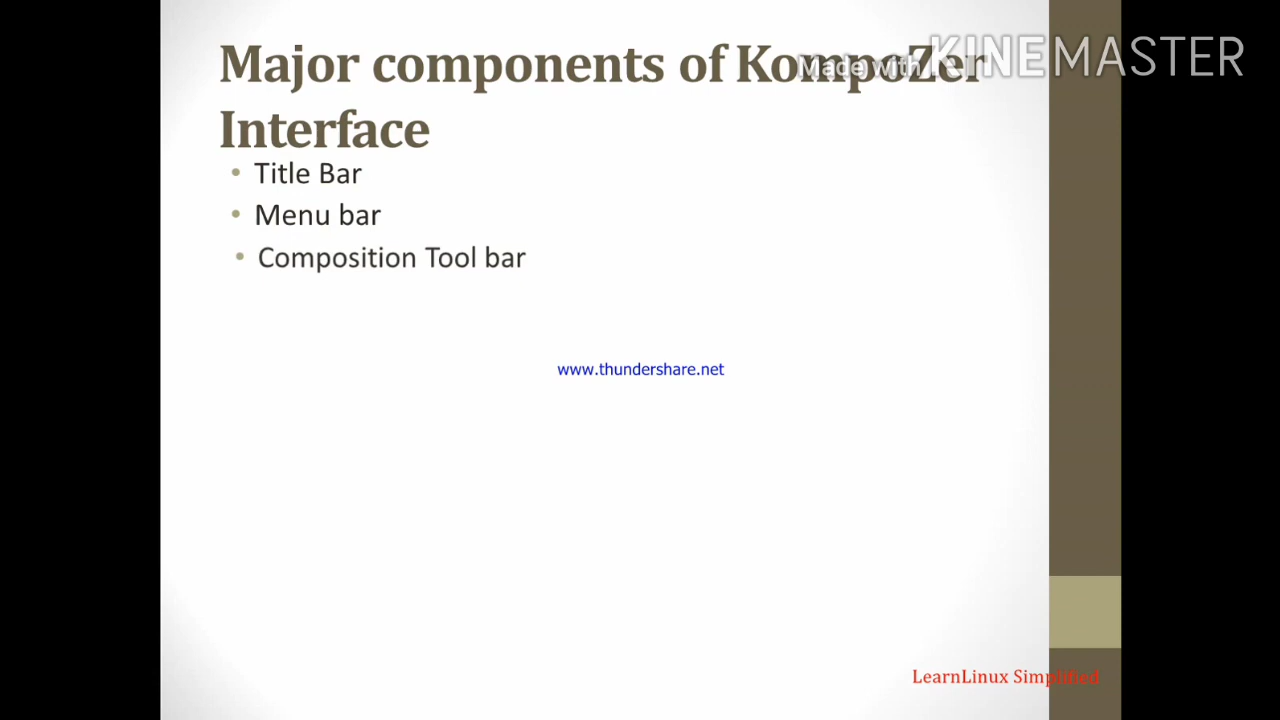 Major components of KompoZer
Made with KINEMASTER
Interface
• Title Bar
• Menu bar
• Composition Tool bar
www.thundershare.net
LearnLinux Simplified